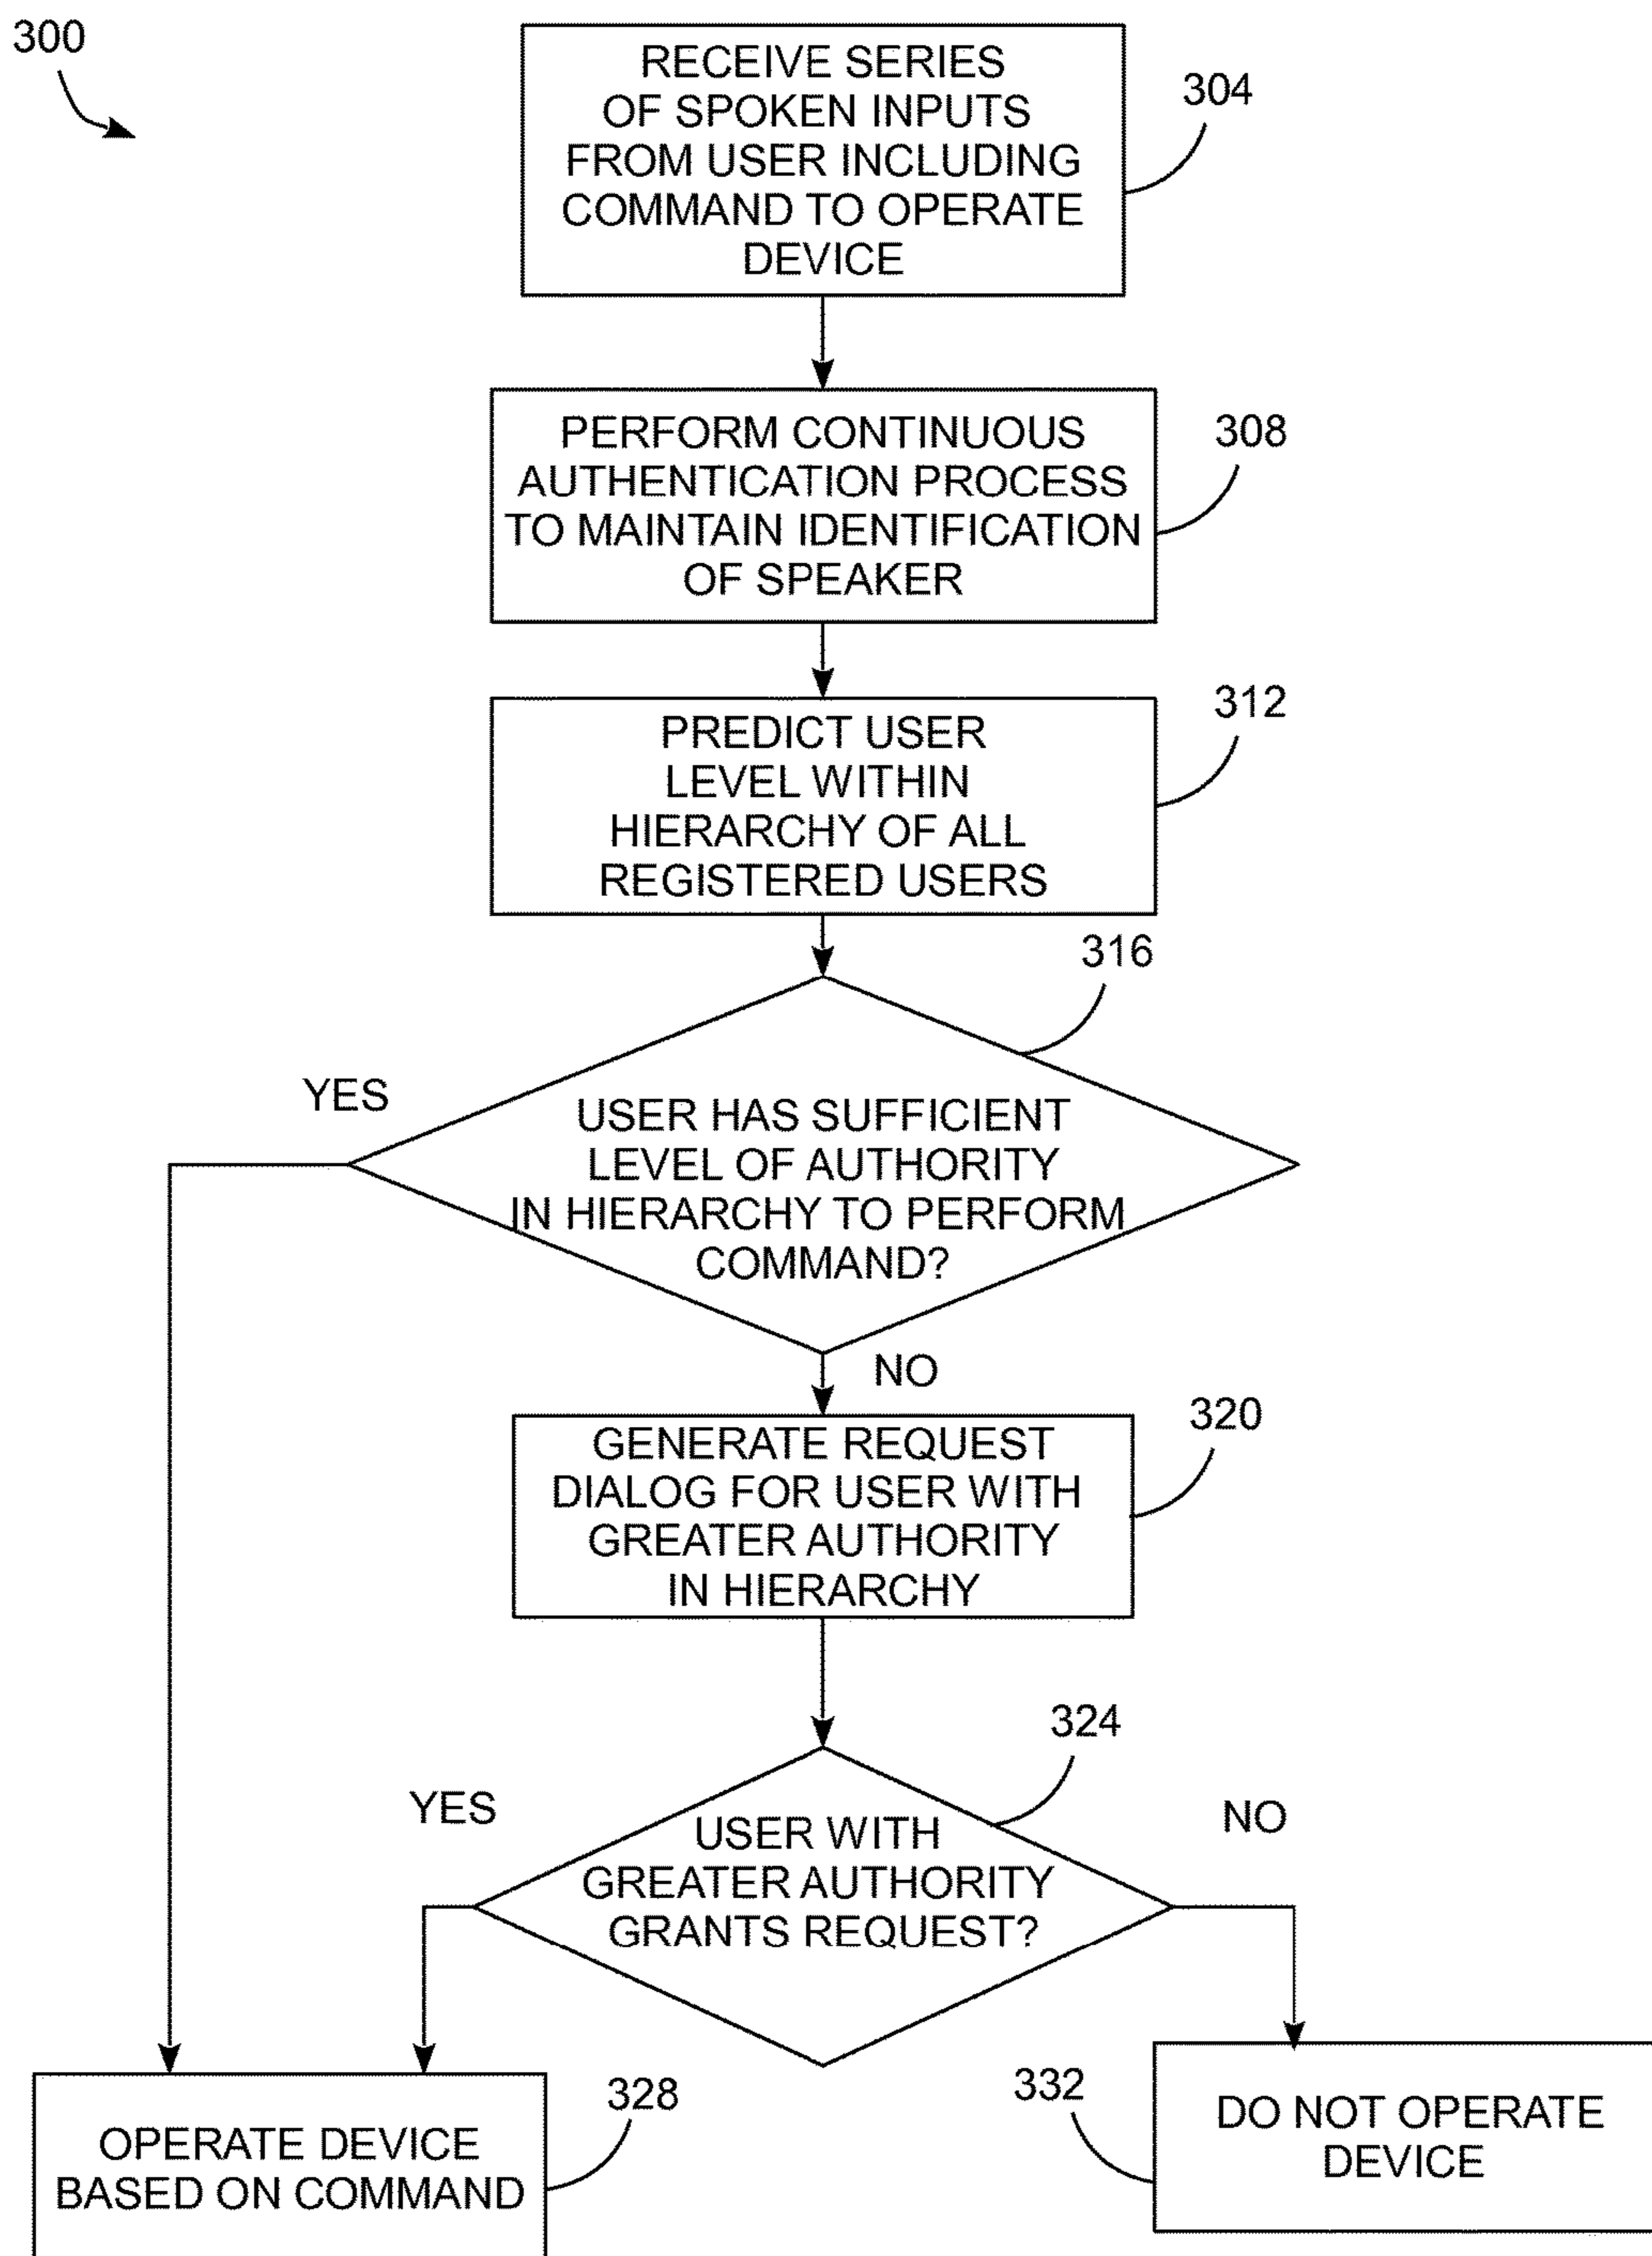 300
RECEIVE SERIES
OF SPOKEN INPUTS
FROM USER INCLUDING
COMMAND TO OPERATE
DEVICE
304
PERFORM CONTINUOUS
AUTHENTICATION PROCESS
TO MAINTAIN IDENTIFICATION
OF SPEAKER
308
PREDICT USER
LEVEL WITHIN
HIERARCHY OF ALL
REGISTERED USERS
312
316
YES
USER HAS SUFFICIENT
LEVEL OF AUTHORITY
IN HIERARCHY TO PERFORM
COMMAND?
NO
GENERATE REQUEST
DIALOG FOR USER WITH
GREATER AUTHORITY
IN HIERARCHY
320
324
YES
USER WITH
GREATER AUTHORITY
GRANTS REQUEST?
NO
OPERATE DEVICE
BASED ON COMMAND
328
332
DO NOT OPERATE
DEVICE